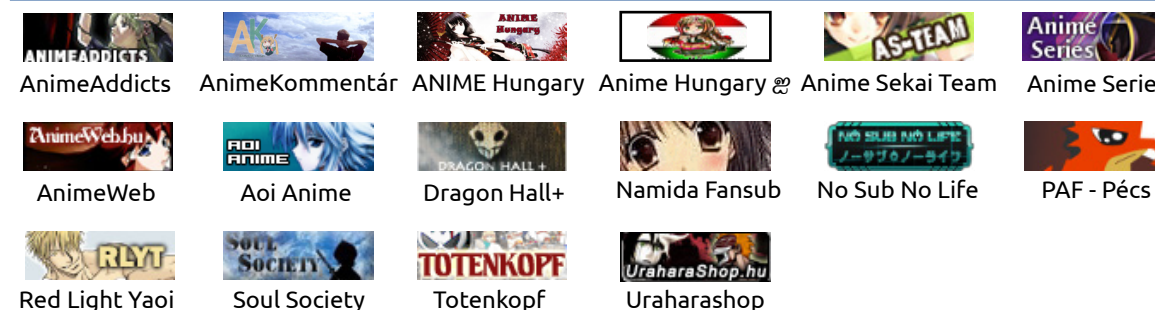 ANIMEADDICTS
AK
ANIME
Hungary
AS-TEAM
Anime
Series
AnimeAddicts
AnimeKommentár
ANIME Hungary
Anime Hungary ஐ
Anime Sekai Team
Anime Serie
AnimeWeb.hu
AOI
ANIME
DRAGON HALL +
NO SUB NO LIFE
ノーサブ・ノーライフ
AnimeWeb
Aoi Anime
Dragon Hall+
Namida Fansub
No Sub No Life
PAF - Pécs
RLYT
SOUL
SOCIETY
TOTENKOPF
UraharaShop.hu
Red Light Yaoi
Soul Society
Totenkopf
Uraharashop